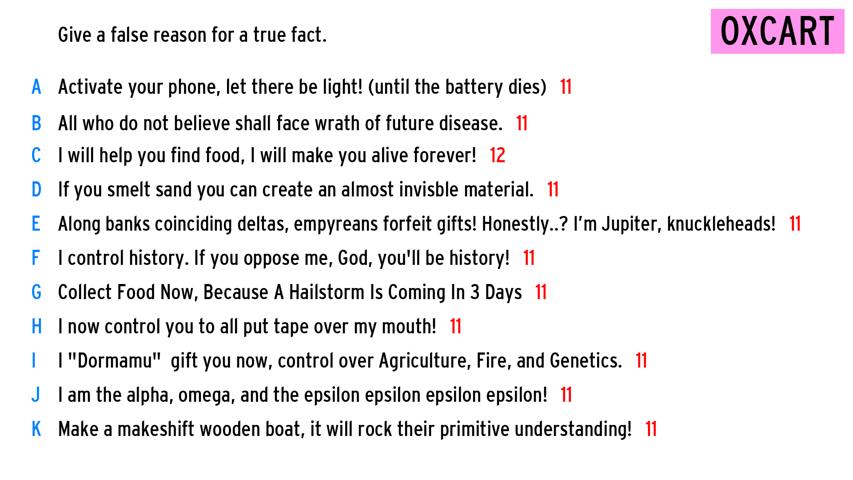 Give a false reason for a true fact.
OXCART
A Activate your phone, let there be light! (until the battery dies) 11
B All who do not believe shall face wrath of future disease. 11
C I will help you find food, I will make you alive forever! 12
D If you smelt sand you can create an almost invisble material. 11
E Along banks coinciding deltas, empyreans forfeit gifts! Honestly..? I'm Jupiter, knuckleheads! 11
F I control history. If you oppose me, God, you'll be history! 11
G Collect Food Now, Because A Hailstorm Is Coming In 3 Days 11
H I now control you to all put tape over my mouth! 11
I I "Dormamu" gift you now, control over Agriculture, Fire, and Genetics. 11
J I am the alpha, omega, and the epsilon epsilon epsilon epsilon! 11
K Make a makeshift wooden boat, it will rock their primitive understanding! 11